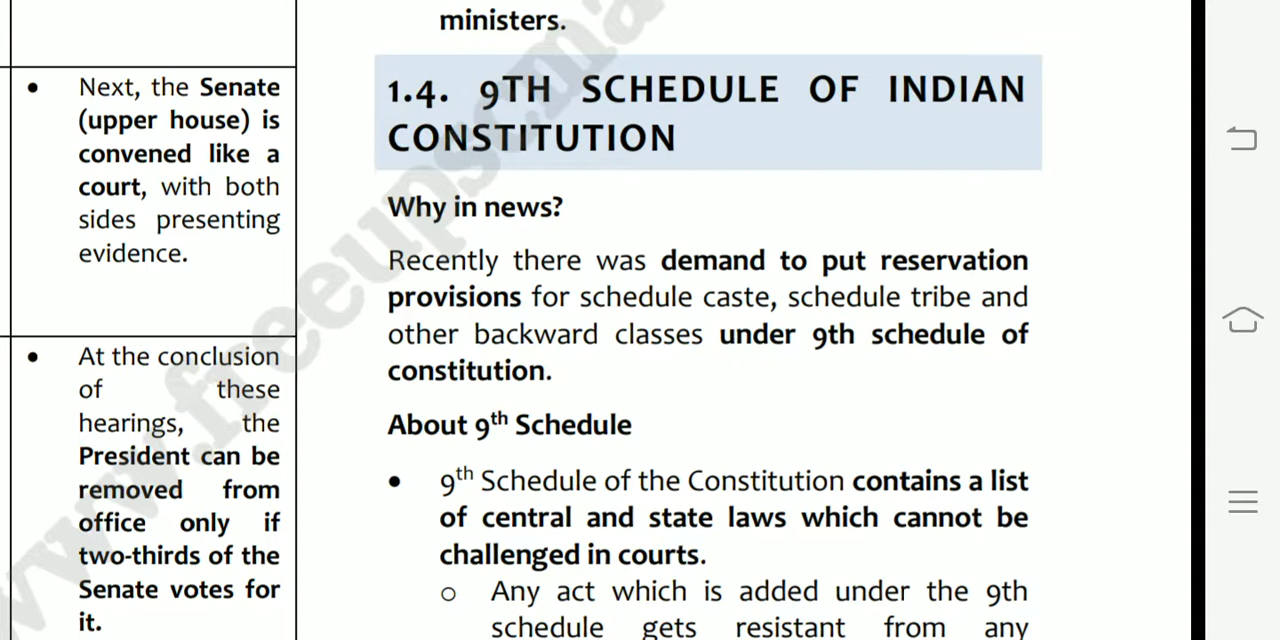 Next, the Senate
(upper house) is
convened like a
court, with both
sides presenting
evidence.
At the conclusion
of these
hearings, the
President can be
removed from
office only if
two-thirds of the
Senate votes for
it.
ministers.
1.4. 9TH SCHEDULE OF INDIAN
CONSTITUTION
Why in news?
Recently there was demand to put reservation
provisions for schedule caste, schedule tribe and
other backward classes under 9th schedule of
constitution.
About 9th Schedule
9th Schedule of the Constitution contains a list
of central and state laws which cannot be
challenged in courts.
Any act which is added under the 9th
schedule gets resistant from any
www.freeupscma